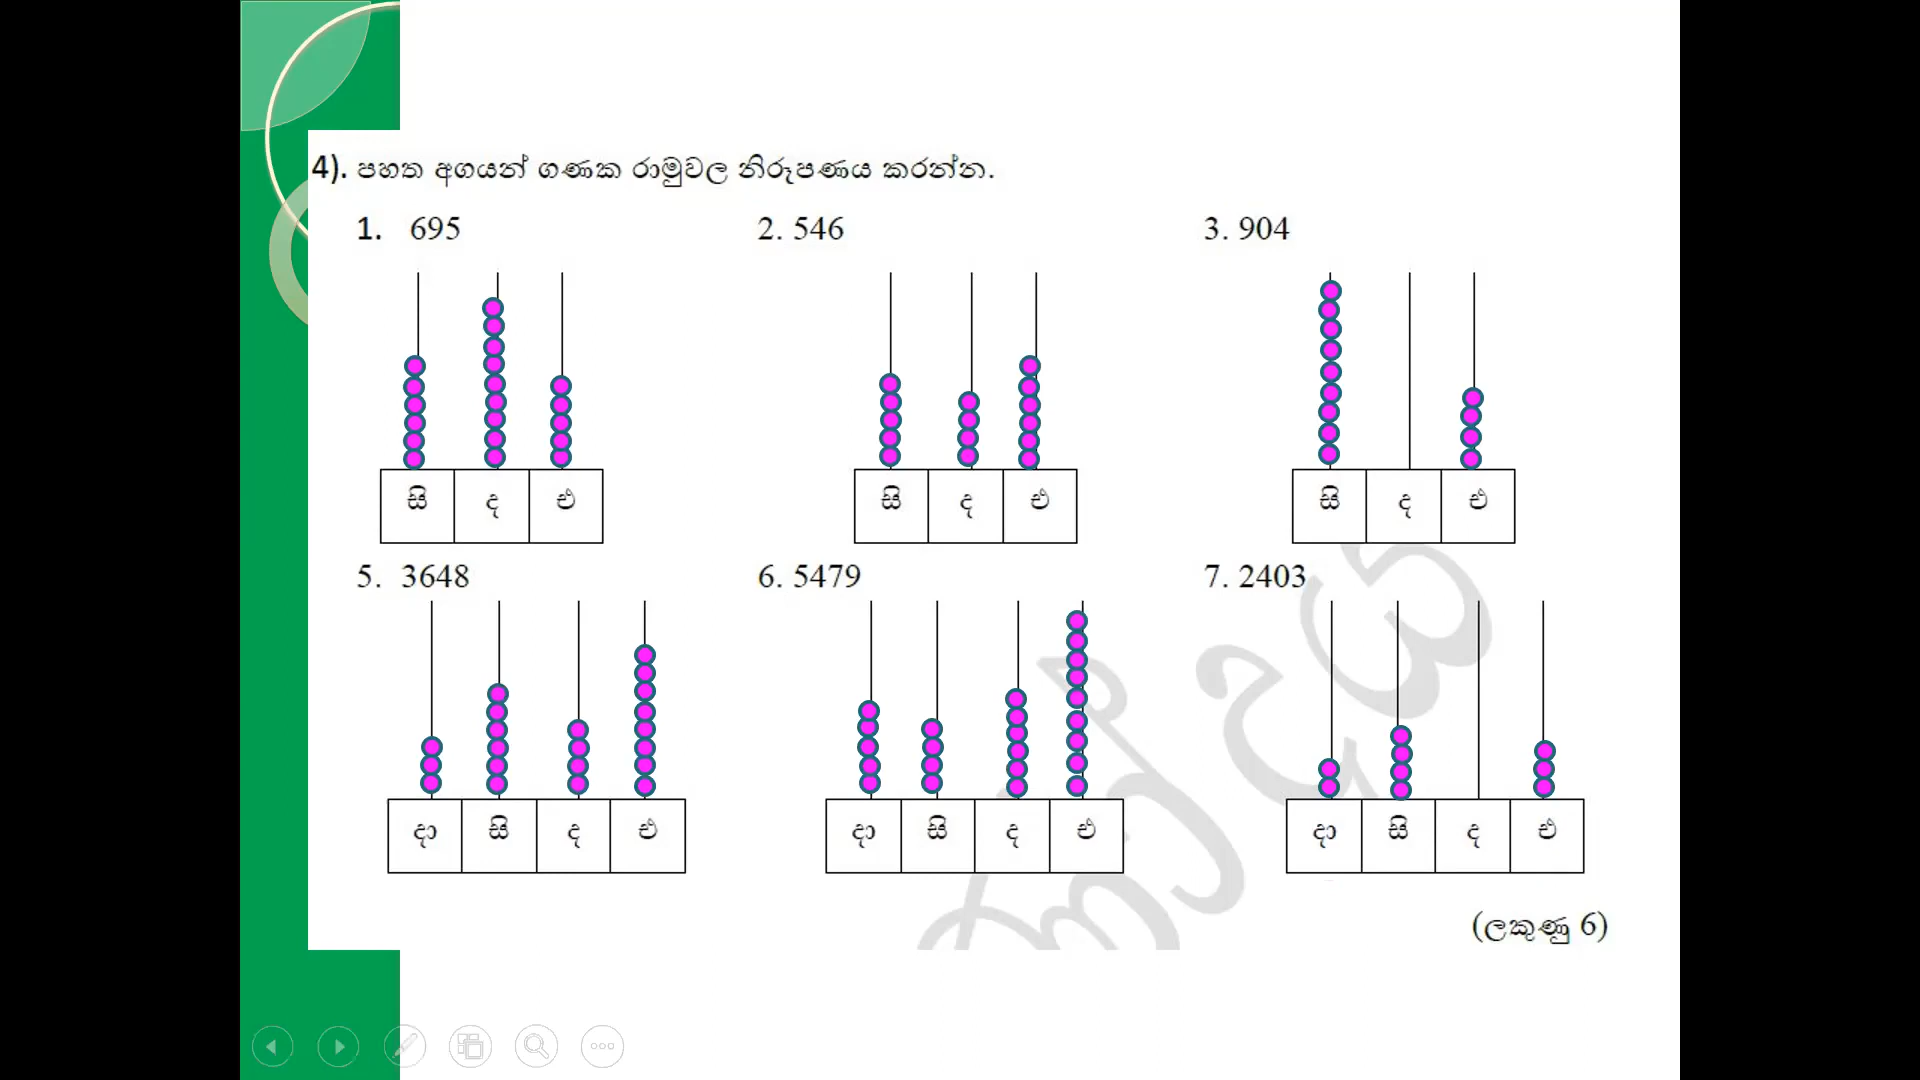 4). පහත අගයන් ගණක රාමුවල නිරූපණය කරන්න.
1. 695 2. 546 3. 904
සි ද එ සි ද එ සි ද එ
5. 3648 6. 5479 7. 2403
දා සි ද එ දා සි ද එ දා සි ද එ
(ලකුණු 6)